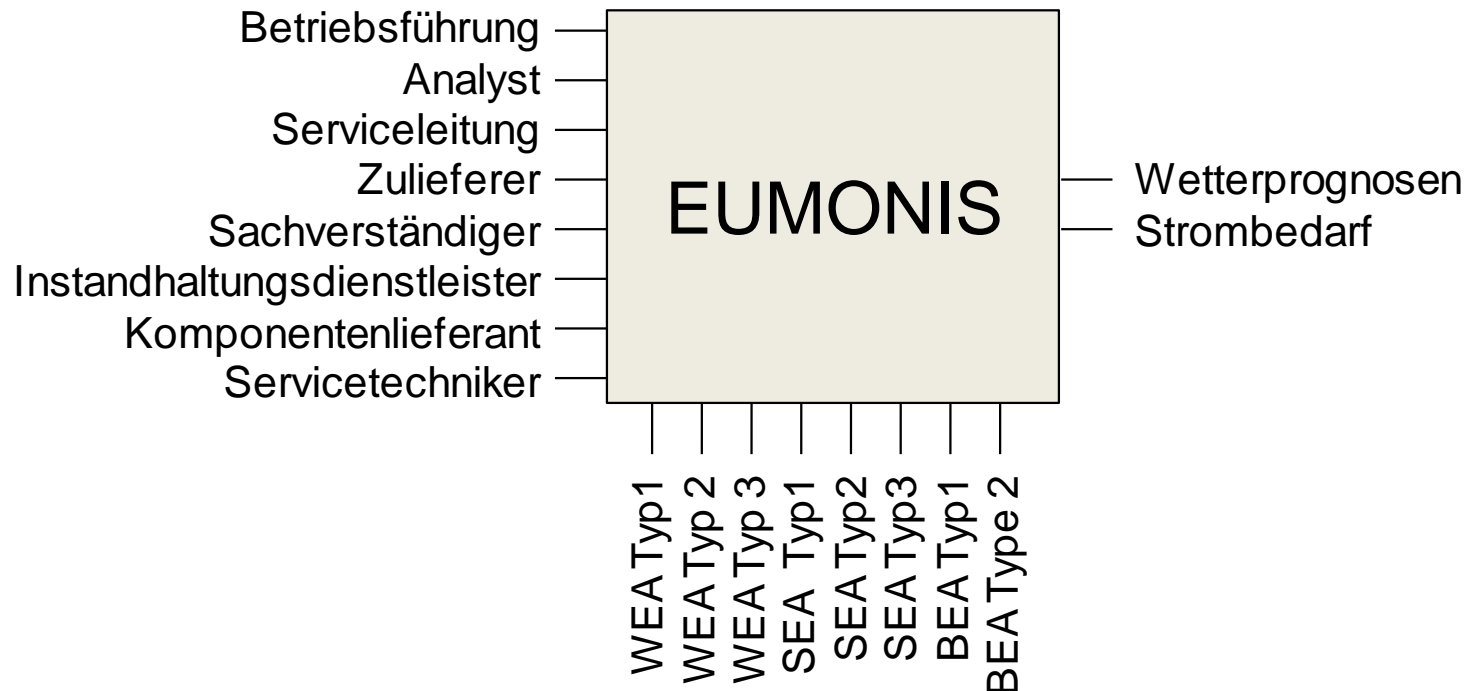 Betriebsführung
Analyst
Serviceleitung
Zulieferer
Sachverständiger
Instandhaltungsdienstleister
Komponentenlieferant
Servicetechniker
EUMONIS
Wetterprognosen
Strombedarf
WEA Typ1
WEA Typ 2
WEA Typ 3
SEA Typ1
SEA Typ2
SEA Typ3
BEA Typ1
BEA Type 2